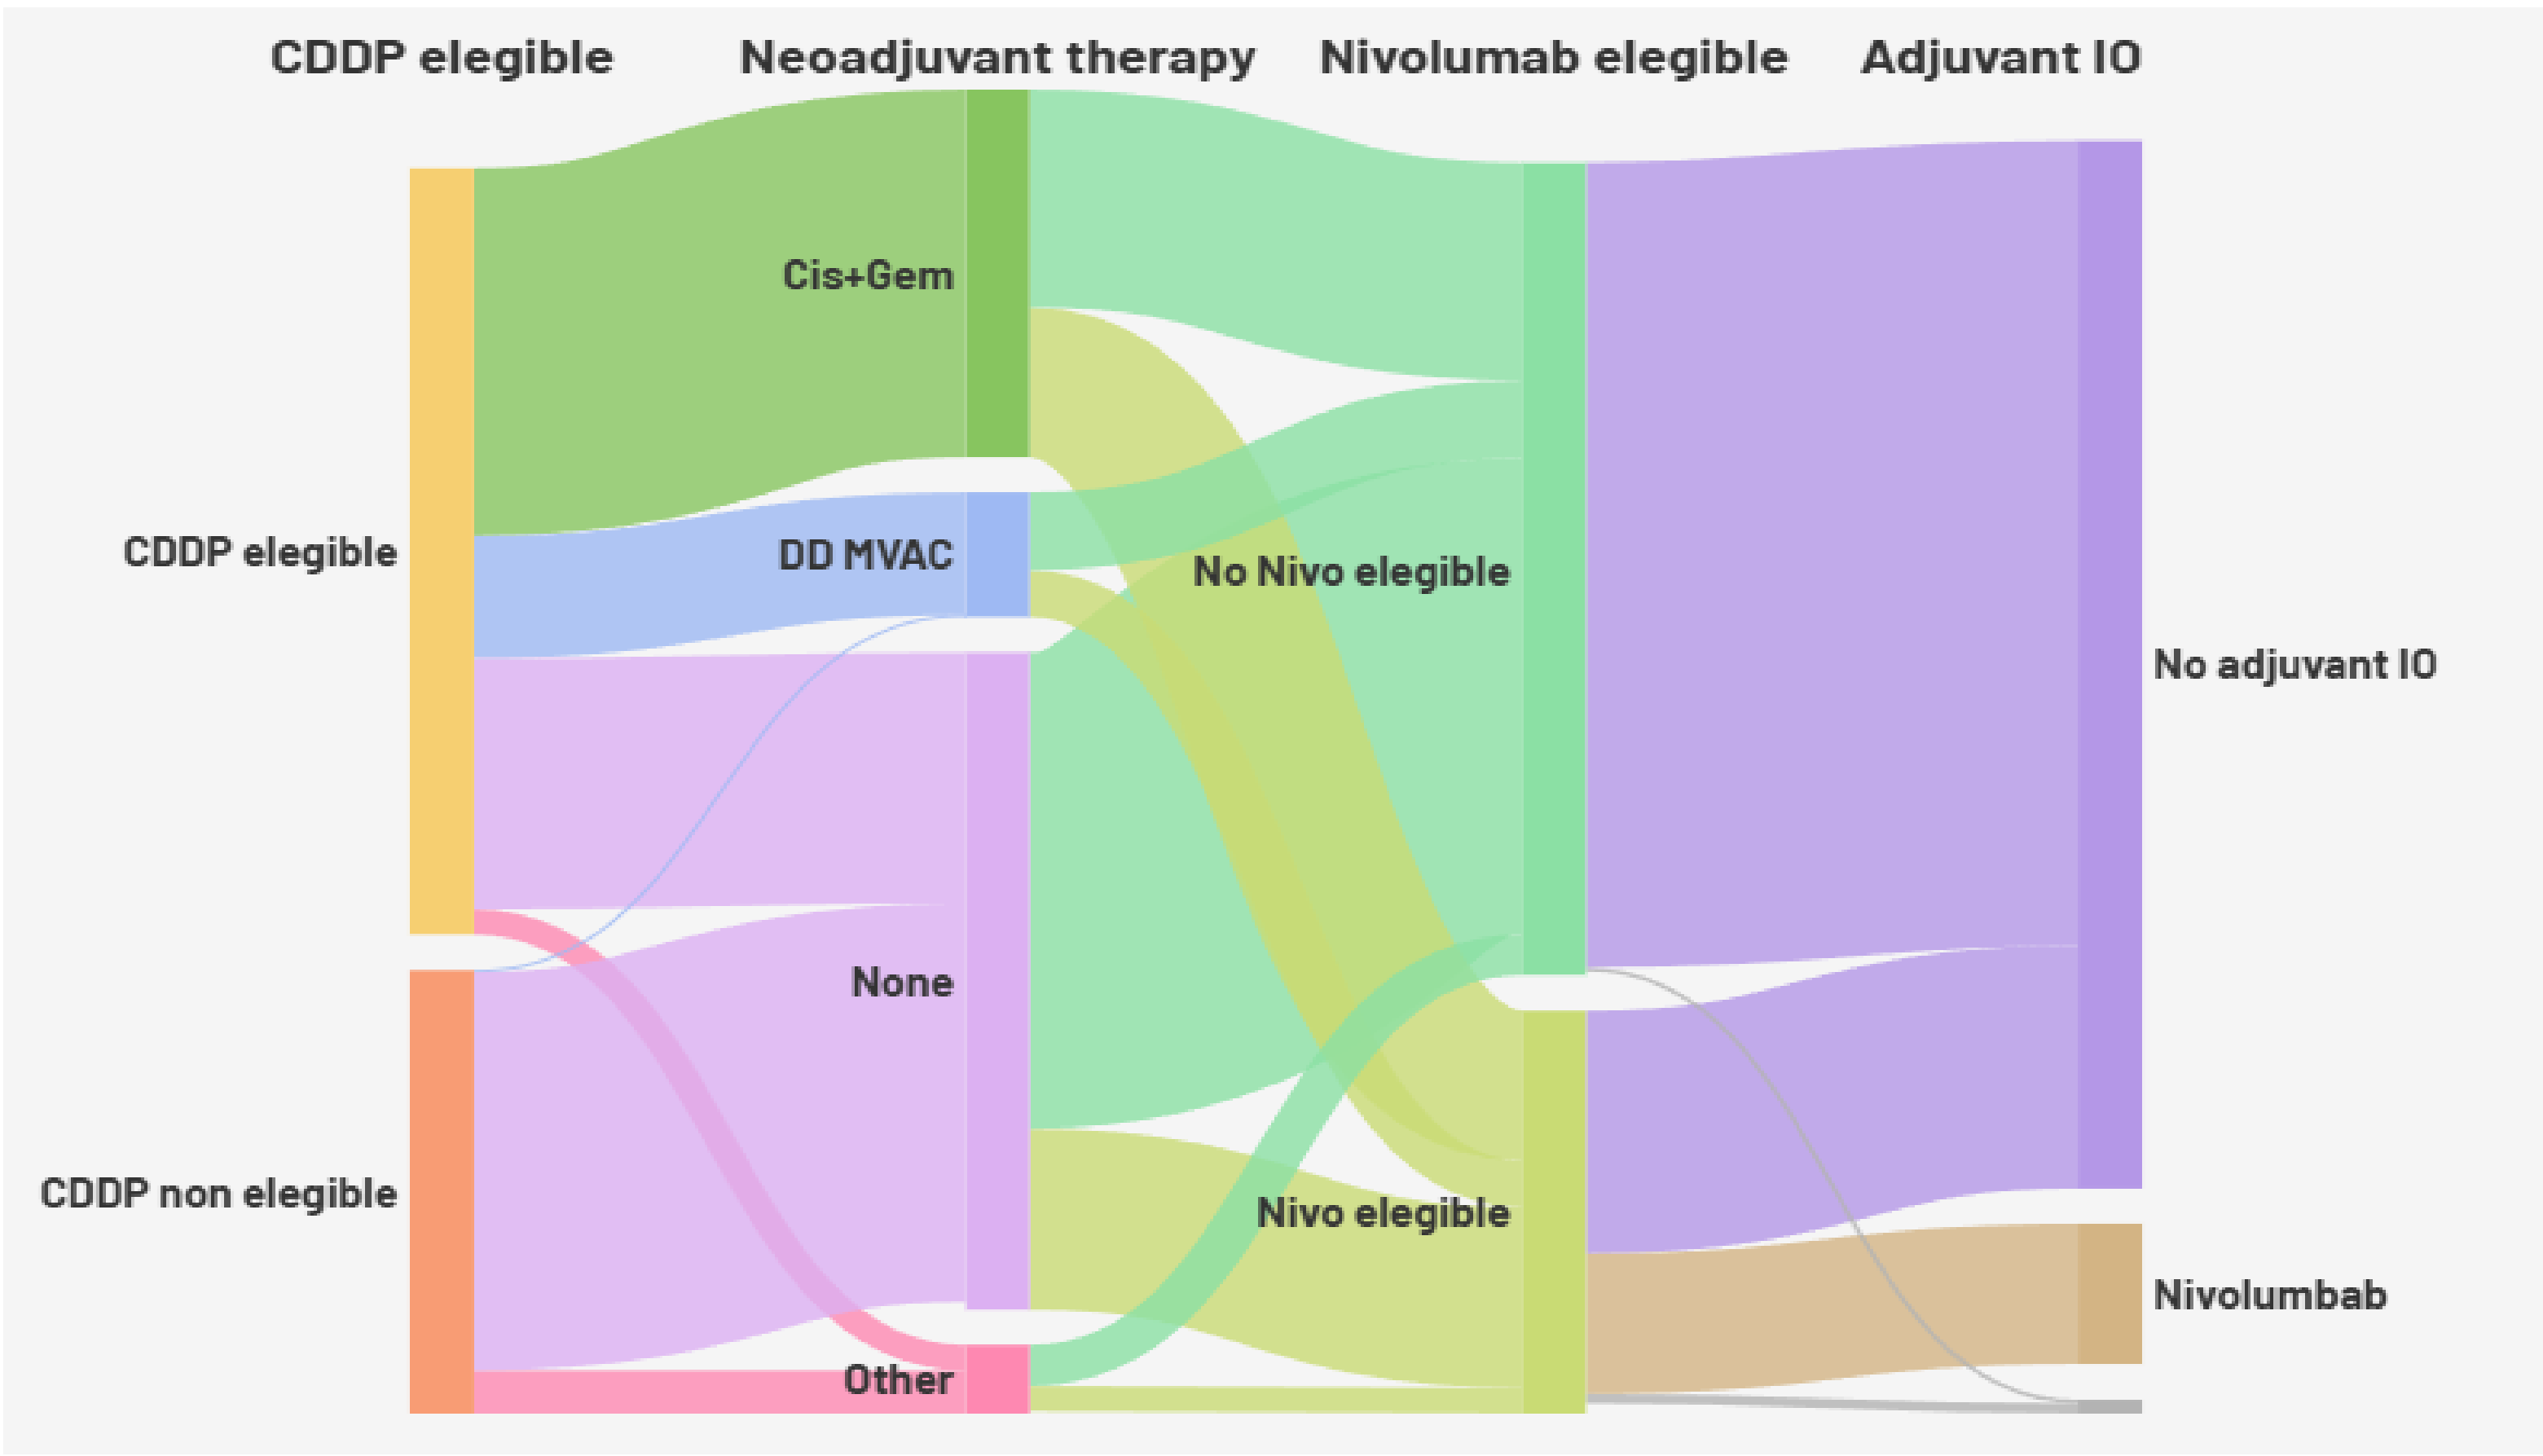 CDDP elegible
Neoadjuvant therapy
Nivolumab elegible
Adjuvant IO
Cis+Gem
CDDP elegible
DD MVAC
No Nivo elegible
No adjuvant IO
None
CDDP non elegible
Nivo elegible
Nivolumbab
Other